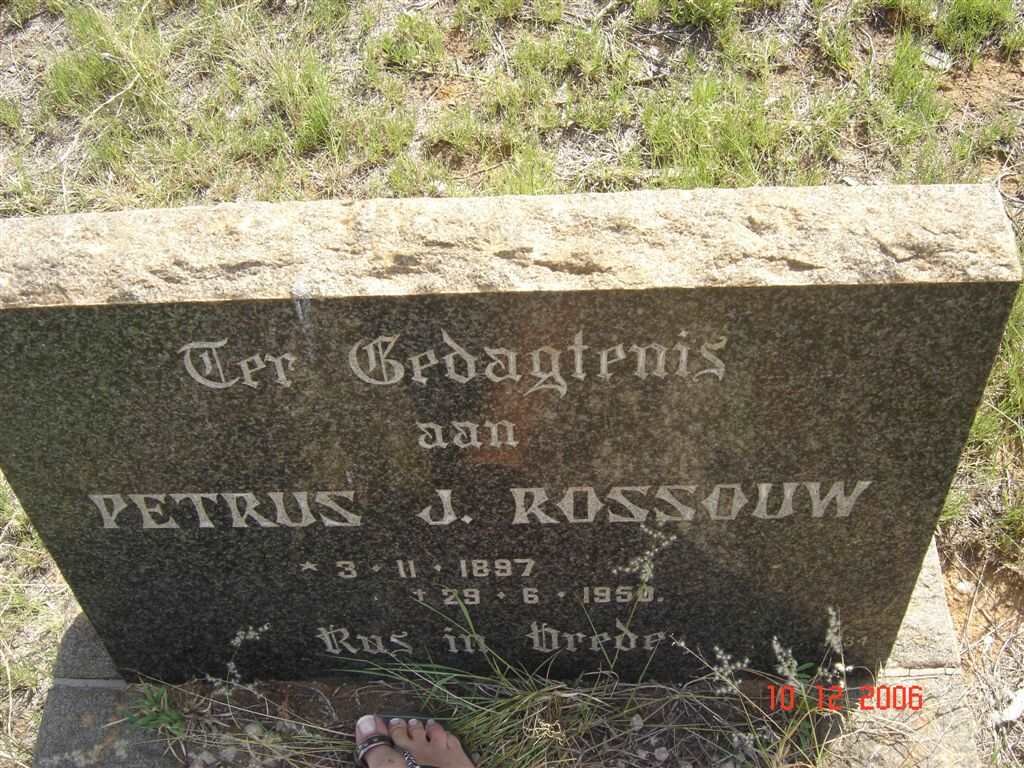 Ter Gedagtenis
aan
PETRUS J. ROSSOUW
* 3 · 11 · 1897
† 29 · 6 · 1950.
Rus in Vrede
10 12 2006